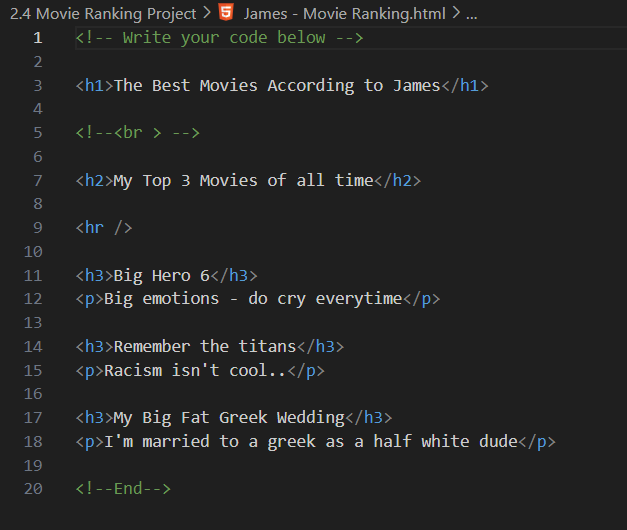 2.4 Movie Ranking Project > James - Movie Ranking.html > ...
1 <!-- Write your code below -->
2
3 <h1>The Best Movies According to James</h1>
4
5 <!--<br > -->
6
7 <h2>My Top 3 Movies of all time</h2>
8
9 <hr />
10
11 <h3>Big Hero 6</h3>
12 <p>Big emotions - do cry everytime</p>
13
14 <h3>Remember the titans</h3>
15 <p>Racism isn't cool..</p>
16
17 <h3>My Big Fat Greek Wedding</h3>
18 <p>I'm married to a greek as a half white dude</p>
19
20 <!--End-->